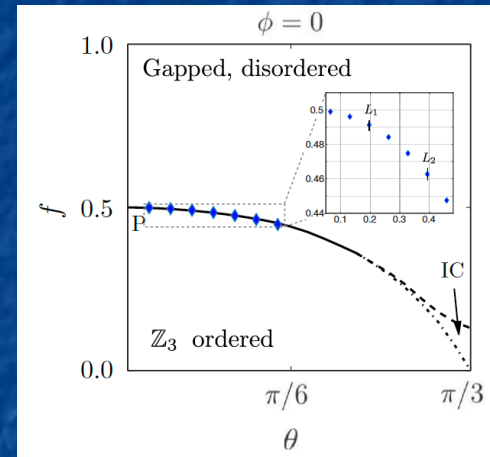 ϕ = 0
1.0
Gapped, disordered
0.5
L₁
0.48
L₂
0.46
0.44
0.1 0.2 0.3 0.4
f
0.5
P
IC
ℤ₃ ordered
0.0
π/6
π/3
θ